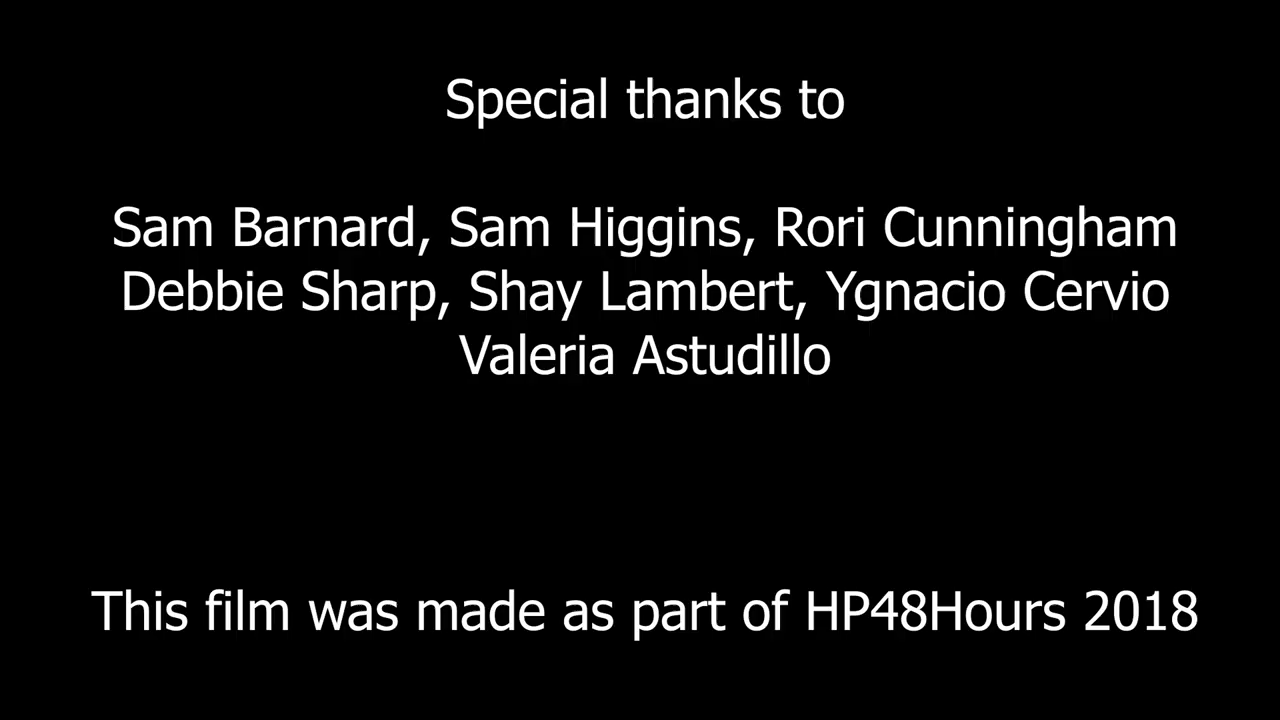 Special thanks to
Sam Barnard, Sam Higgins, Rori Cunningham
Debbie Sharp, Shay Lambert, Ygnacio Cervio
Valeria Astudillo
This film was made as part of HP48Hours 2018